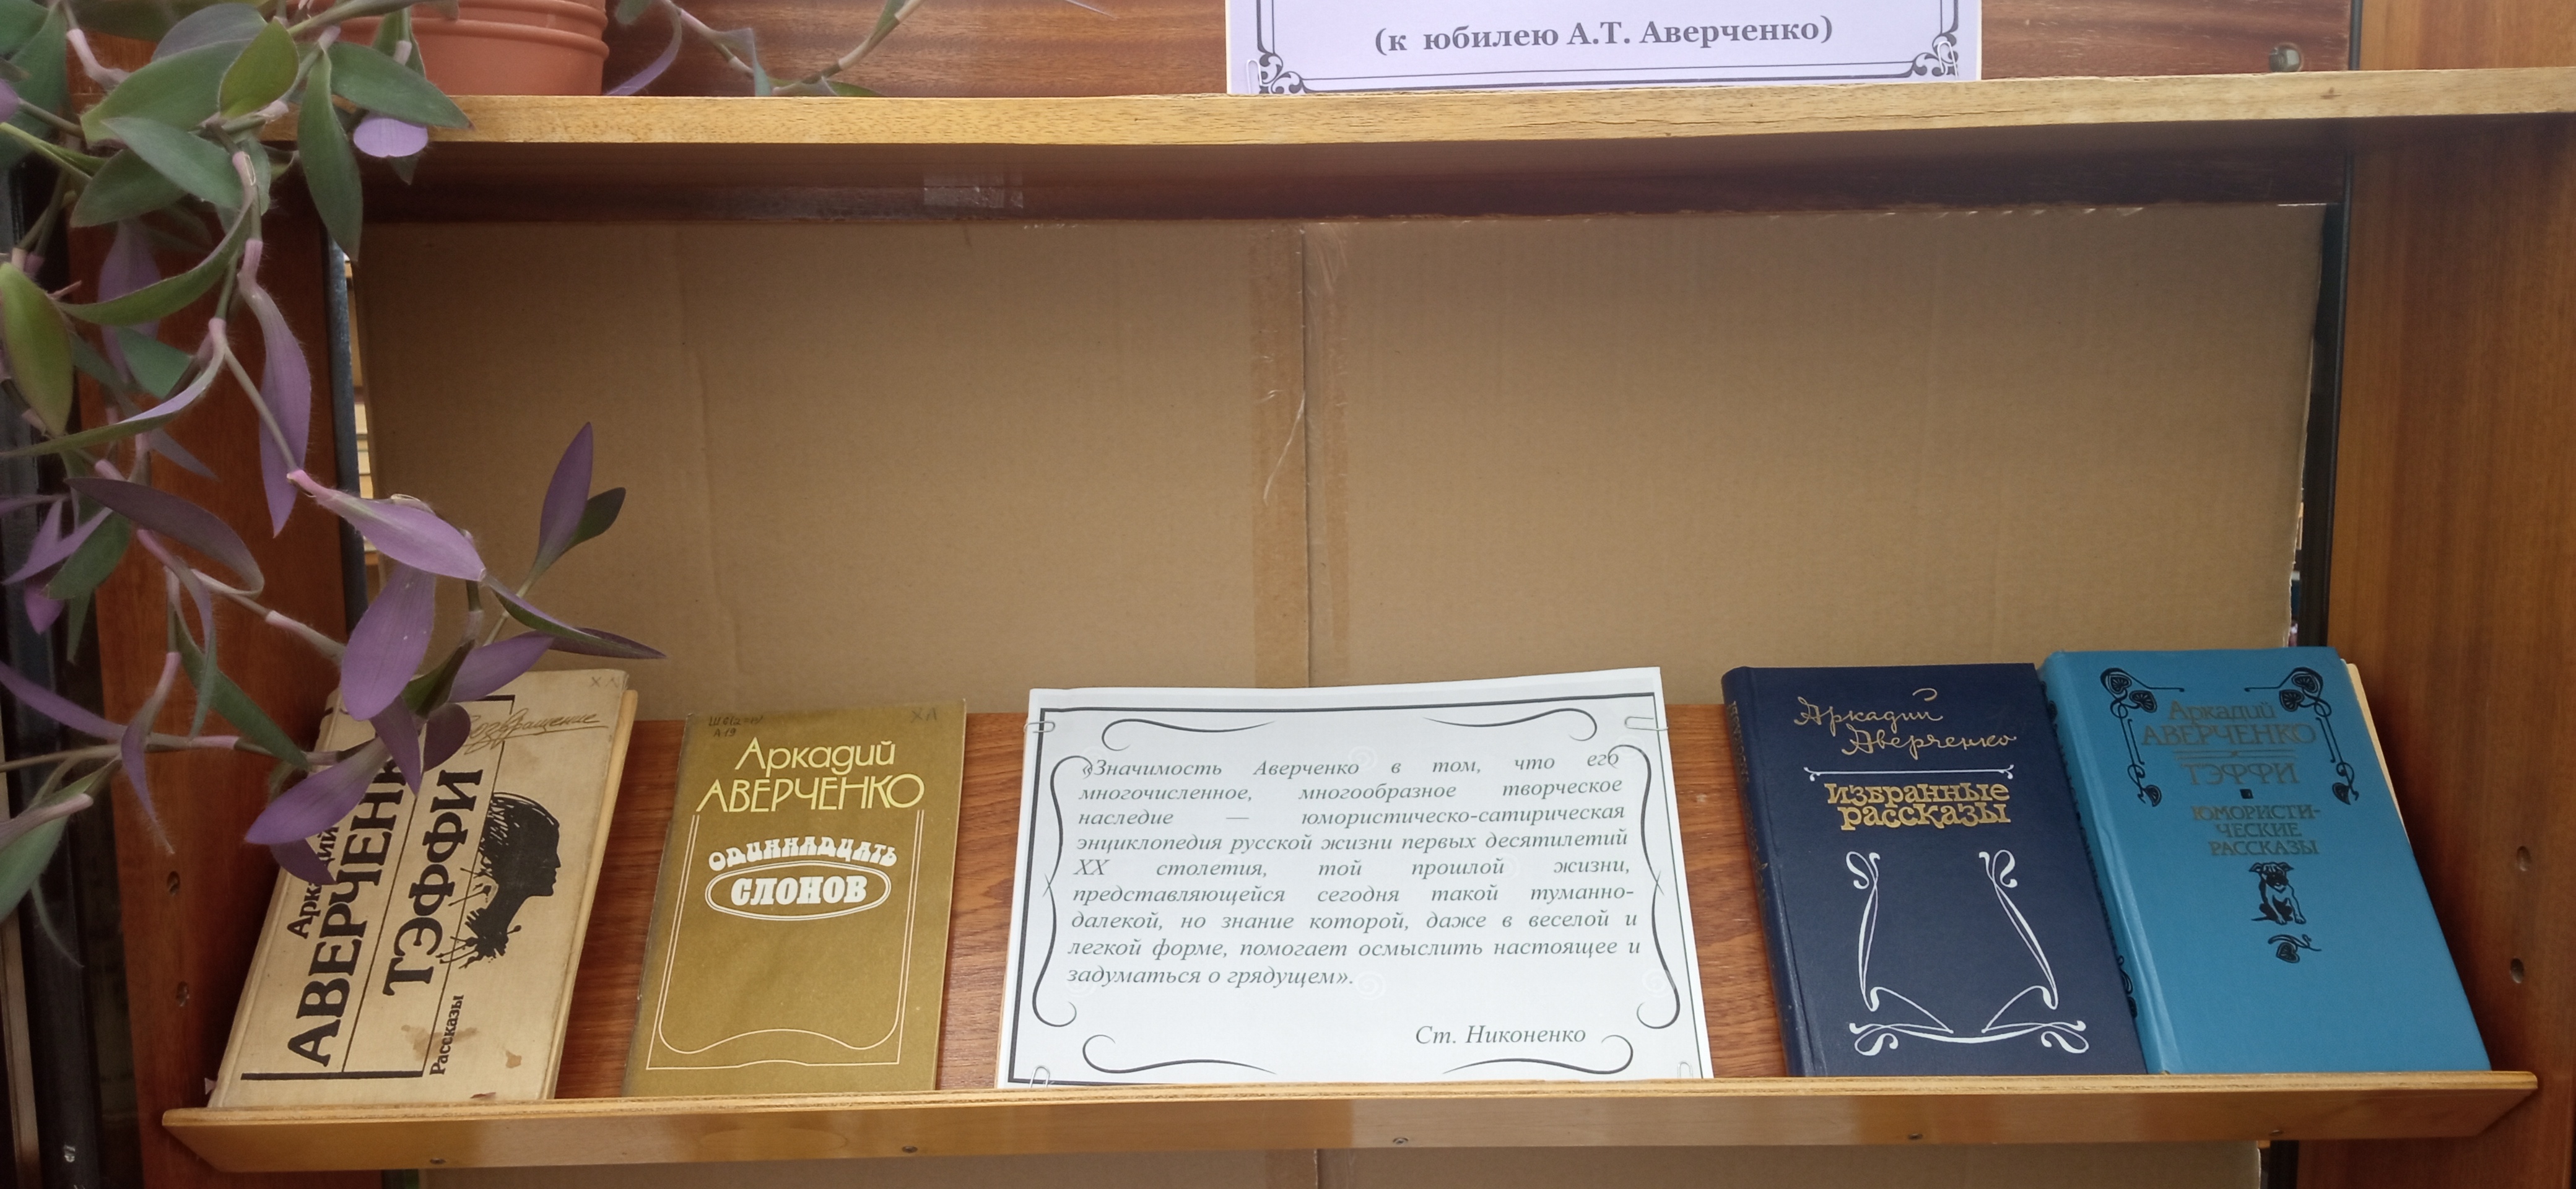 (к юбилею А.Т. Аверченко)
Возвращение
АВЕРЧЕНК
ТЭФФИ
Рассказы
ХЛ
А 19
Аркадий
АВЕРЧЕНКО
ОДИННАДЦАТЬ
СЛОНОВ
«Значимость Аверченко в том, что его
многочисленное, многообразное творческое
наследие — юмористическо-сатирическая
энциклопедия русской жизни первых десятилетий
XX столетия, той прошлой жизни,
представляющейся сегодня такой туманно-
далекой, но знание которой, даже в веселой и
легкой форме, помогает осмыслить настоящее и
задуматься о грядущем».
Ст. Никоненко
Аркадий
Аверченко
избранные
рассказы
Аркадий
АВЕРЧЕНКО
ТЭФФИ
ЮМОРИСТИ-
ЧЕСКИЕ
РАССКАЗЫ